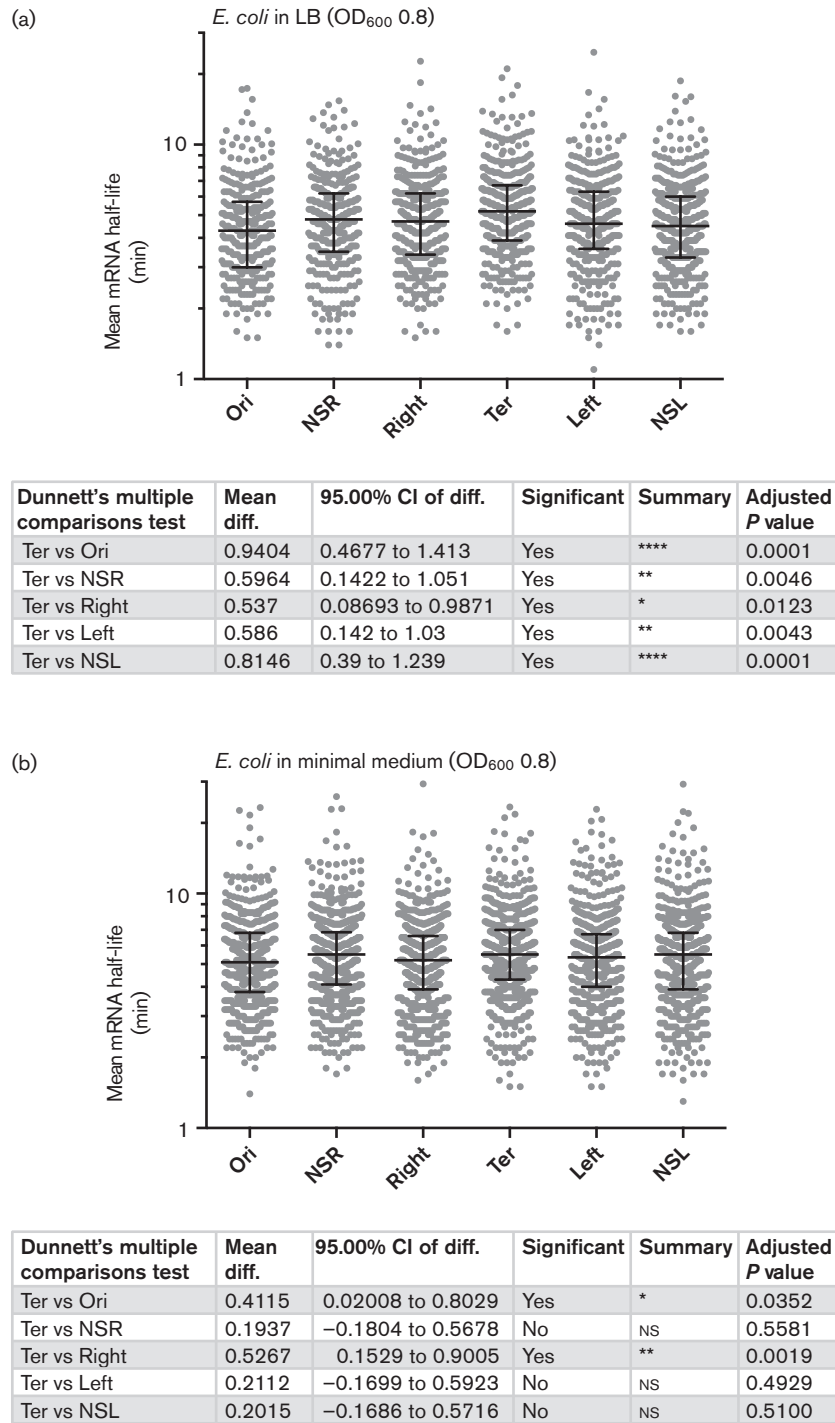 (a)
E. coli in LB (OD600 0.8)
Mean mRNA half-life
(min)
10
1
Ori NSR Right Ter Left NSL
Dunnett's multiple comparisons test Mean diff. 95.00% CI of diff. Significant Summary Adjusted P value
Ter vs Ori 0.9404 0.4677 to 1.413 Yes **** 0.0001
Ter vs NSR 0.5964 0.1422 to 1.051 Yes ** 0.0046
Ter vs Right 0.537 0.08693 to 0.9871 Yes * 0.0123
Ter vs Left 0.586 0.142 to 1.03 Yes ** 0.0043
Ter vs NSL 0.8146 0.39 to 1.239 Yes **** 0.0001
(b)
E. coli in minimal medium (OD600 0.8)
Mean mRNA half-life
(min)
10
1
Ori NSR Right Ter Left NSL
Dunnett's multiple comparisons test Mean diff. 95.00% CI of diff. Significant Summary Adjusted P value
Ter vs Ori 0.4115 0.02008 to 0.8029 Yes * 0.0352
Ter vs NSR 0.1937 –0.1804 to 0.5678 No NS 0.5581
Ter vs Right 0.5267 0.1529 to 0.9005 Yes ** 0.0019
Ter vs Left 0.2112 –0.1699 to 0.5923 No NS 0.4929
Ter vs NSL 0.2015 –0.1686 to 0.5716 No NS 0.5100